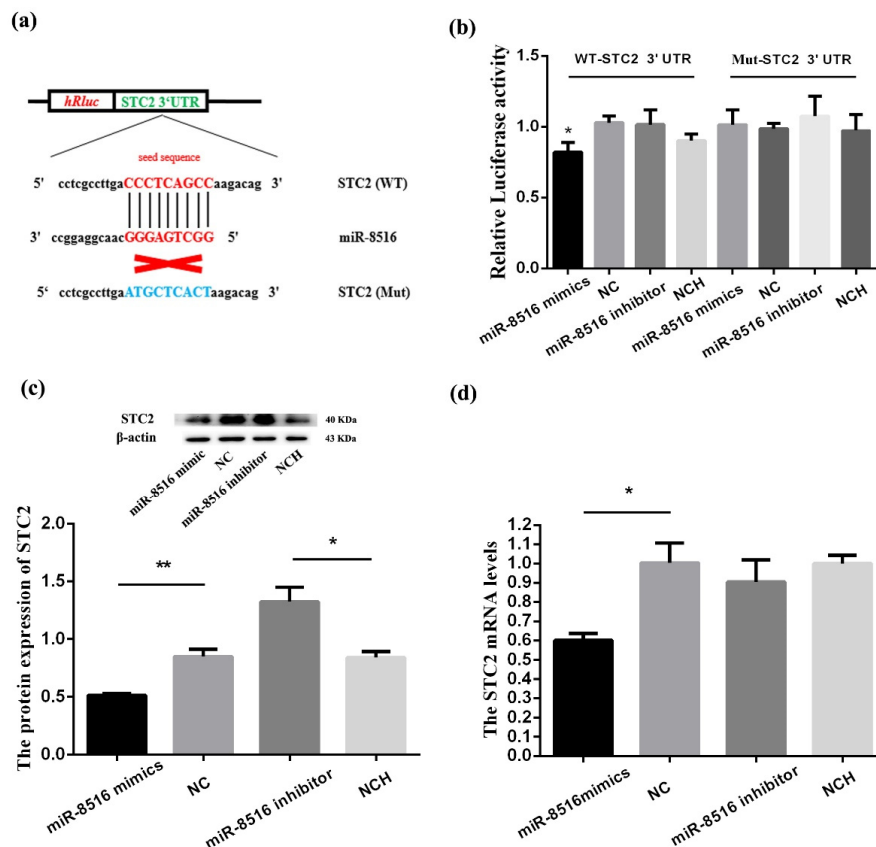 (a)
hRluc STC2 3'UTR
seed sequence
5' cctcgccttgaCCCTCAGCCaagacag 3' STC2 (WT)
3' ccggaggcaacGGGAGTCGG 5' miR-8516
5' cctcgccttgaATGCTCACTaagacag 3' STC2 (Mut)
(b)
Relative Luciferase activity
1.5
1.0
0.5
0.0
WT-STC2 3' UTR
Mut-STC2 3' UTR
*
miR-8516 mimics
NC
miR-8516 inhibitor
NCH
miR-8516 mimics
NC
miR-8516 inhibitor
NCH
(c)
STC2 40 KDa
β-actin 43 KDa
miR-8516 mimic
NC
miR-8516 inhibitor
NCH
The protein expression of STC2
2.0
1.5
1.0
0.5
0.0
**
*
miR-8516 mimics
NC
miR-8516 inhibitor
NCH
(d)
The STC2 mRNA levels
1.2
1.1
1.0
0.9
0.8
0.7
0.6
0.5
0.4
0.3
0.2
0.1
0.0
*
miR-8516mimics
NC
miR-8516 inhibitor
NCH